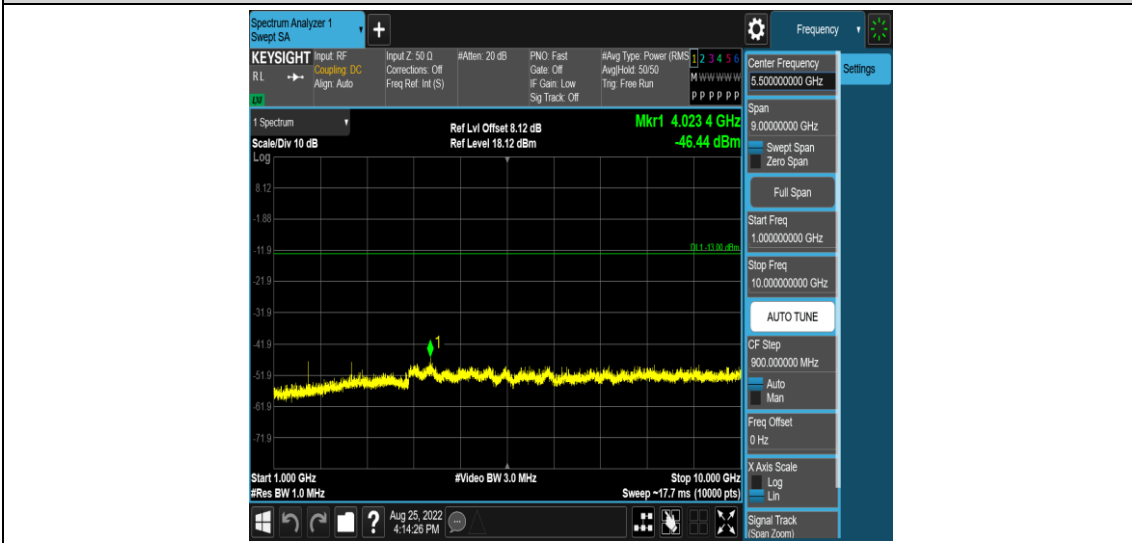 Spectrum Analyzer 1
Swept SA
+
Frequency
KEYSIGHT
RL
LXI
Input: RF
Coupling: DC
Align: Auto
Input Z: 50 Ω
Corrections: Off
Freq Ref: Int (S)
#Atten: 20 dB
PNO: Fast
Gate: Off
IF Gain: Low
Sig Track: Off
#Avg Type: Power (RMS
Avg|Hold: 50/50
Trig: Free Run
1 2 3 4 5 6
M W W W W W
P P P P P P
1 Spectrum
Scale/Div 10 dB
Log
Ref Lvl Offset 8.12 dB
Ref Level 18.12 dBm
Mkr1 4.023 4 GHz
-46.44 dBm
8.12
-1.88
-11.9
DL1 -13.00 dBm
-21.9
-31.9
-41.9
1
-51.9
-61.9
-71.9
Start 1.000 GHz
#Res BW 1.0 MHz
#Video BW 3.0 MHz
Stop 10.000 GHz
Sweep ~17.7 ms (10000 pts)
?
Aug 25, 2022
4:14:26 PM
Center Frequency
5.500000000 GHz
Settings
Span
9.00000000 GHz
Swept Span
Zero Span
Full Span
Start Freq
1.000000000 GHz
Stop Freq
10.000000000 GHz
AUTO TUNE
CF Step
900.000000 MHz
Auto
Man
Freq Offset
0 Hz
X Axis Scale
Log
Lin
Signal Track
(Span Zoom)